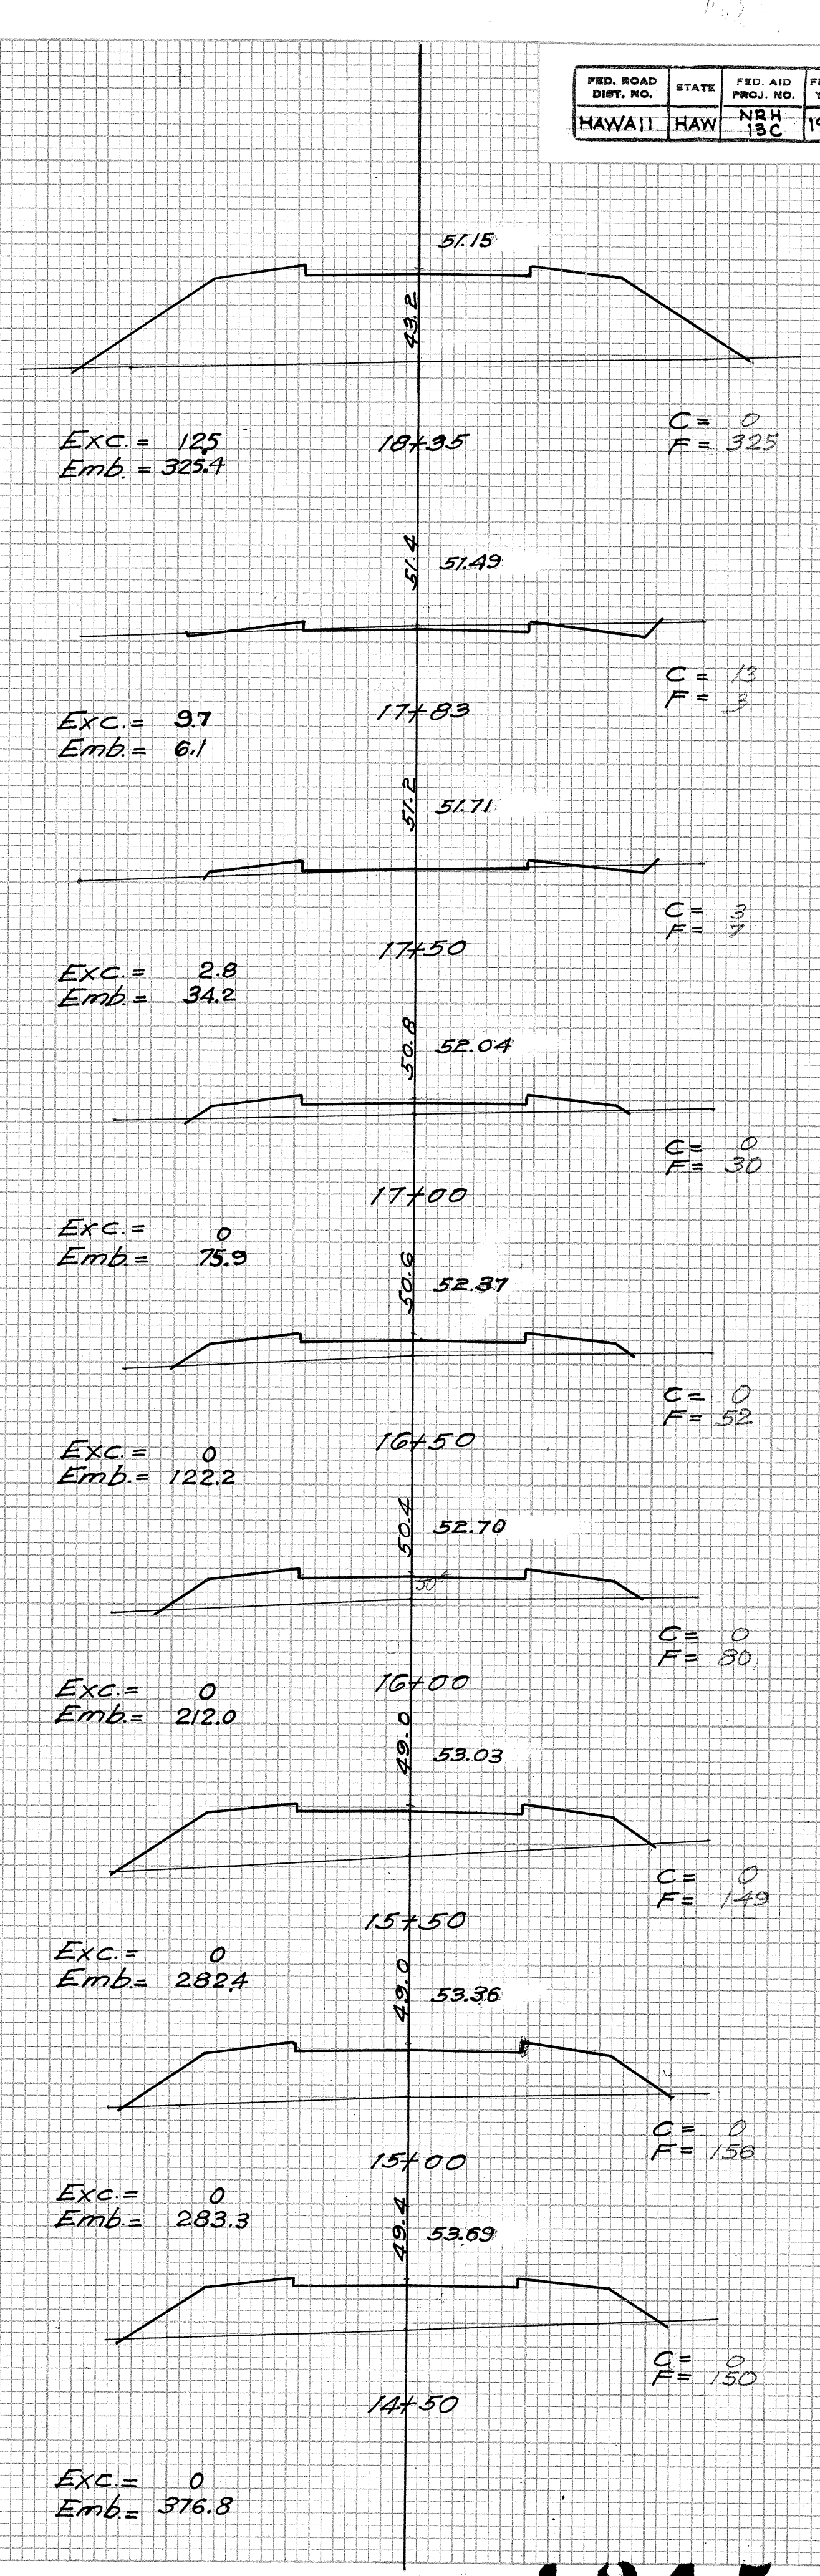 FED. ROAD DIST. NO. STATE FED. AID PROJ. NO.
HAWAII HAW NRH 13C
51.15
43.2
C = 0
F = 325
18+35
Exc. = 125
Emb. = 325.4
51.4
51.49
C = 13
F = 3
17+83
Exc. = 9.7
Emb. = 6.1
51.2
51.71
C = 3
F = 7
17+50
Exc. = 2.8
Emb. = 34.2
50.8
52.04
C = 0
F = 30
17+00
Exc. = 0
Emb. = 75.9
50.6
52.37
C = 0
F = 52
16+50
Exc. = 0
Emb. = 122.2
50.4
52.70
C = 0
F = 80
16+00
Exc. = 0
Emb. = 212.0
49.0
53.03
C = 0
F = 149
15+50
Exc. = 0
Emb. = 282.4
49.0
53.36
C = 0
F = 156
15+00
Exc. = 0
Emb. = 283.3
49.4
53.69
C = 0
F = 150
14+50
Exc. = 0
Emb. = 376.8